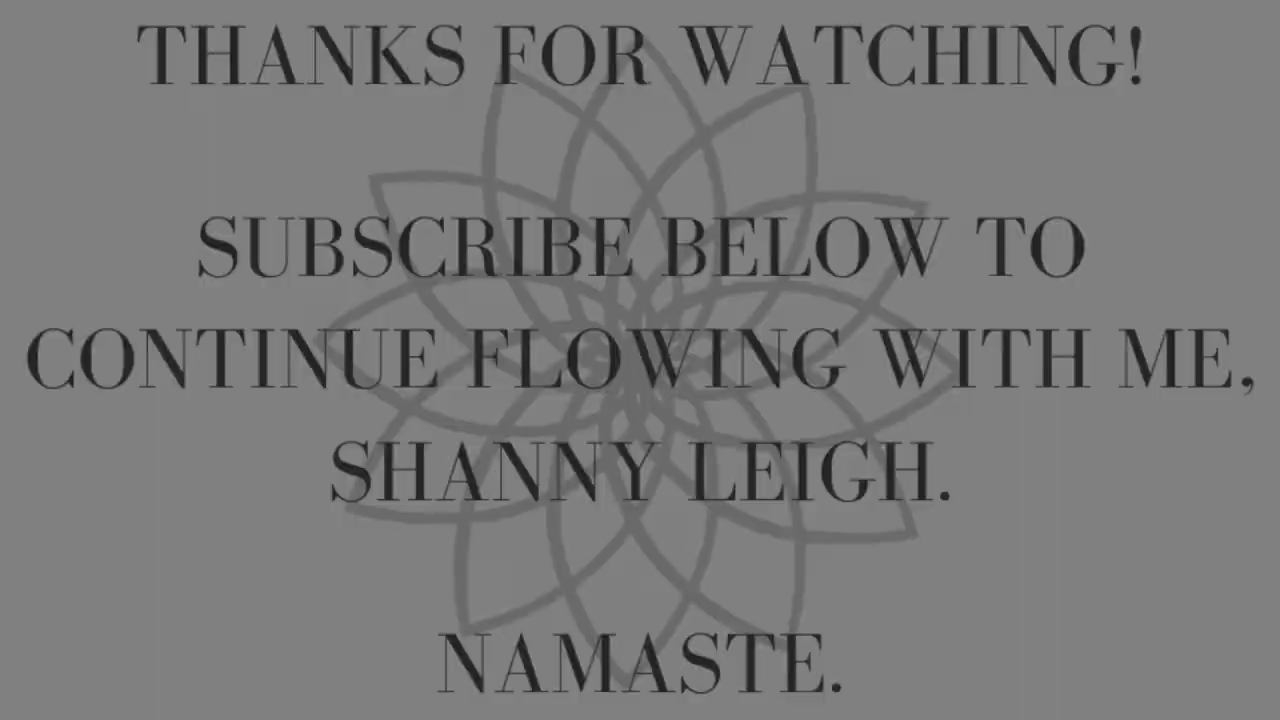 THANKS FOR WATCHING!
SUBSCRIBE BELOW TO
CONTINUE FLOWING WITH ME,
SHANNY LEIGH.
NAMASTE.